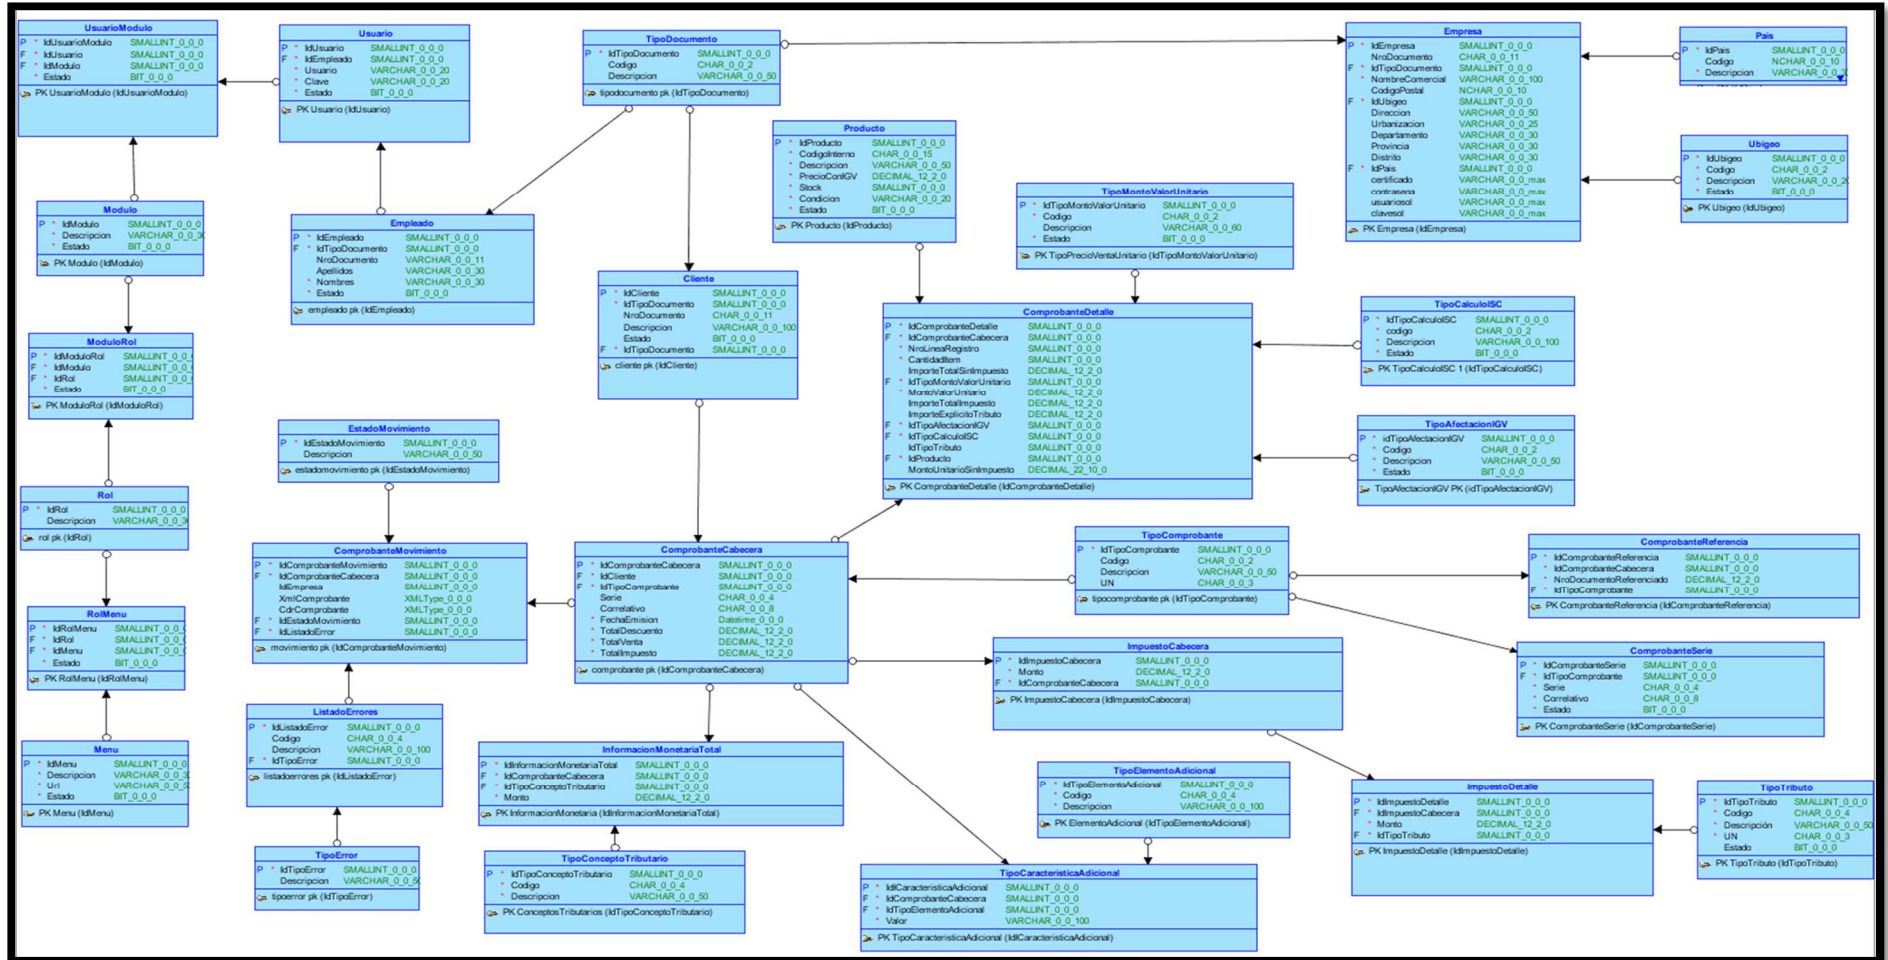 UsuarioModulo
P * IdUsuarioModulo SMALLINT_0_0_0
F * IdUsuario SMALLINT_0_0_0
F * IdModulo SMALLINT_0_0_0
* Estado BIT_0_0_0
PK UsuarioModulo (IdUsuarioModulo)
Usuario
P * IdUsuario SMALLINT_0_0_0
F * IdEmpleado SMALLINT_0_0_0
* Usuario VARCHAR_0_0_20
* Clave VARCHAR_0_0_20
* Estado BIT_0_0_0
PK Usuario (IdUsuario)
TipoDocumento
P * IdTipoDocumento SMALLINT_0_0_0
Codigo CHAR_0_0_2
Descripcion VARCHAR_0_0_50
tipodocumento pk (IdTipoDocumento)
Empresa
P * IdEmpresa SMALLINT_0_0_0
NroDocumento CHAR_0_0_11
F * IdTipoDocumento SMALLINT_0_0_0
* NombreComercial VARCHAR_0_0_100
CodigoPostal NCHAR_0_0_10
F * IdUbigeo SMALLINT_0_0_0
Direccion VARCHAR_0_0_50
Urbanizacion VARCHAR_0_0_25
Departamento VARCHAR_0_0_30
Provincia VARCHAR_0_0_30
Distrito VARCHAR_0_0_30
F * IdPais SMALLINT_0_0_0
certificado VARCHAR_0_0_max
contrasena VARCHAR_0_0_max
usuariosol VARCHAR_0_0_max
clavesol VARCHAR_0_0_max
PK Empresa (IdEmpresa)
Pais
P * IdPais SMALLINT_0_0_0
Codigo NCHAR_0_0_10
* Descripcion VARCHAR_0_0_
Ubigeo
P * IdUbigeo SMALLINT_0_0_0
Codigo CHAR_0_0_2
* Descripcion VARCHAR_0_0_2
* Estado BIT_0_0_0
PK Ubigeo (IdUbigeo)
Producto
P * IdProducto SMALLINT_0_0_0
* CodigoInterno CHAR_0_0_15
* Descripcion VARCHAR_0_0_50
* PrecioConIGV DECIMAL_12_2_0
* Stock SMALLINT_0_0_0
* Condicion VARCHAR_0_0_20
* Estado BIT_0_0_0
PK Producto (IdProducto)
TipoMontoValorUnitario
P * IdTipoMontoValorUnitario SMALLINT_0_0_0
* Codigo CHAR_0_0_2
Descripcion VARCHAR_0_0_60
* Estado BIT_0_0_0
PK TipoPrecioVentaUnitario (IdTipoMontoValorUnitario)
Modulo
P * IdModulo SMALLINT_0_0_0
* Descripcion VARCHAR_0_0_3
* Estado BIT_0_0_0
PK Modulo (IdModulo)
Empleado
P * IdEmpleado SMALLINT_0_0_0
F * IdTipoDocumento SMALLINT_0_0_0
NroDocumento VARCHAR_0_0_11
Apellidos VARCHAR_0_0_30
* Nombres VARCHAR_0_0_30
* Estado BIT_0_0_0
empleado pk (IdEmpleado)
Cliente
P * IdCliente SMALLINT_0_0_0
* IdTipoDocumento SMALLINT_0_0_0
* NroDocumento CHAR_0_0_11
Descripcion VARCHAR_0_0_100
Estado BIT_0_0_0
F * IdTipoDocumento SMALLINT_0_0_0
cliente pk (IdCliente)
ComprobanteDetalle
P * IdComprobanteDetalle SMALLINT_0_0_0
F * IdComprobanteCabecera SMALLINT_0_0_0
* NroLineaRegistro SMALLINT_0_0_0
* CantidadItem SMALLINT_0_0_0
ImporteTotalSinImpuesto DECIMAL_12_2_0
F * IdTipoMontoValorUnitario SMALLINT_0_0_0
* MontoValorUnitario DECIMAL_12_2_0
ImporteTotalImpuesto DECIMAL_12_2_0
ImporteExplicitoTributo DECIMAL_12_2_0
F * IdTipoAfectacionIGV SMALLINT_0_0_0
F * IdTipoCalculoISC SMALLINT_0_0_0
IdTipoTributo SMALLINT_0_0_0
F * IdProducto SMALLINT_0_0_0
MontoUnitarioSinImpuesto DECIMAL_22_10_0
PK ComprobanteDetalle (IdComprobanteDetalle)
TipoCalculoISC
P * IdTipoCalculoISC SMALLINT_0_0_0
* codigo CHAR_0_0_2
* Descripcion VARCHAR_0_0_100
* Estado BIT_0_0_0
PK TipoCalculoISC 1 (IdTipoCalculoISC)
TipoAfectacionIGV
P * idTipoAfectacionIGV SMALLINT_0_0_0
* Codigo CHAR_0_0_2
* Descripcion VARCHAR_0_0_50
* Estado BIT_0_0_0
TipoAfectacionIGV PK (idTipoAfectacionIGV)
ModuloRol
P * IdModuloRol SMALLINT_0_0_
F * IdModulo SMALLINT_0_0_
F * IdRol SMALLINT_0_0_
* Estado BIT_0_0_0
PK ModuloRol (IdModuloRol)
EstadoMovimiento
P * IdEstadoMovimiento SMALLINT_0_0_0
Descripcion VARCHAR_0_0_50
estadomovimiento pk (IdEstadoMovimiento)
Rol
P * IdRol SMALLINT_0_0_0
Descripcion VARCHAR_0_0_3
rol pk (IdRol)
ComprobanteMovimiento
P * IdComprobanteMovimiento SMALLINT_0_0_0
F * IdComprobanteCabecera SMALLINT_0_0_0
IdEmpresa SMALLINT_0_0_0
XmlComprobante XMLType_0_0_0
CdrComprobante XMLType_0_0_0
F * IdEstadoMovimiento SMALLINT_0_0_0
F * IdListadoError SMALLINT_0_0_0
movimiento pk (IdComprobanteMovimiento)
ComprobanteCabecera
P * IdComprobanteCabecera SMALLINT_0_0_0
F * IdCliente SMALLINT_0_0_0
F * IdTipoComprobante SMALLINT_0_0_0
Serie CHAR_0_0_4
Correlativo CHAR_0_0_8
* FechaEmision Datetime_0_0_0
* TotalDescuento DECIMAL_12_2_0
* TotalVenta DECIMAL_12_2_0
* TotalImpuesto DECIMAL_12_2_0
comprobante pk (IdComprobanteCabecera)
TipoComprobante
P * IdTipoComprobante SMALLINT_0_0_0
Codigo CHAR_0_0_2
Descripcion VARCHAR_0_0_50
* UN CHAR_0_0_3
tipocomprobante pk (IdTipoComprobante)
ComprobanteReferencia
P * IdComprobanteReferencia SMALLINT_0_0_0
* IdComprobanteCabecera SMALLINT_0_0_0
* NroDocumentoReferenciado DECIMAL_12_2_0
F * IdTipoComprobante SMALLINT_0_0_0
PK ComprobanteReferencia (IdComprobanteReferencia)
RolMenu
P * IdRolMenu SMALLINT_0_0_
F * IdRol SMALLINT_0_0_
F * IdMenu SMALLINT_0_0_
* Estado BIT_0_0_0
PK RolMenu (IdRolMenu)
ImpuestoCabecera
P * IdImpuestoCabecera SMALLINT_0_0_0
* Monto DECIMAL_12_2_0
F * IdComprobanteCabecera SMALLINT_0_0_0
PK ImpuestoCabecera (IdImpuestoCabecera)
ComprobanteSerie
P * IdComprobanteSerie SMALLINT_0_0_0
F * IdTipoComprobante SMALLINT_0_0_0
* Serie CHAR_0_0_4
* Correlativo CHAR_0_0_8
* Estado BIT_0_0_0
PK ComprobanteSerie (IdComprobanteSerie)
ListadoErrores
P * IdListadoError SMALLINT_0_0_0
Codigo CHAR_0_0_4
Descripcion VARCHAR_0_0_100
F * IdTipoError SMALLINT_0_0_0
listadoerrores pk (IdListadoError)
Menu
P * IdMenu SMALLINT_0_0_0
* Descripcion VARCHAR_0_0_3
* Url VARCHAR_0_0_5
* Estado BIT_0_0_0
PK Menu (IdMenu)
InformacionMonetariaTotal
P * IdInformacionMonetariaTotal SMALLINT_0_0_0
F * IdComprobanteCabecera SMALLINT_0_0_0
F * IdTipoConceptoTributario SMALLINT_0_0_0
* Monto DECIMAL_12_2_0
PK InformacionMonetaria (IdInformacionMonetariaTotal)
TipoElementoAdicional
P * IdTipoElementoAdicional SMALLINT_0_0_0
* Codigo CHAR_0_0_4
* Descripcion VARCHAR_0_0_100
PK ElementoAdicional (IdTipoElementoAdicional)
ImpuestoDetalle
P * IdImpuestoDetalle SMALLINT_0_0_0
F * IdImpuestoCabecera SMALLINT_0_0_0
* Monto DECIMAL_12_2_0
F * IdTipoTributo SMALLINT_0_0_0
PK ImpuestoDetalle (IdImpuestoDetalle)
TipoTributo
P * IdTipoTributo SMALLINT_0_0_0
* Codigo CHAR_0_0_4
* Descripción VARCHAR_0_0_50
* UN CHAR_0_0_3
Estado BIT_0_0_0
PK TipoTributo (IdTipoTributo)
TipoError
P * IdTipoError SMALLINT_0_0_0
Descripcion VARCHAR_0_0_5
tipoerror pk (IdTipoError)
TipoConceptoTributario
P * IdTipoConceptoTributario SMALLINT_0_0_0
* Codigo CHAR_0_0_4
* Descripcion VARCHAR_0_0_50
PK ConceptosTributarios (IdTipoConceptoTributario)
TipoCaracteristicaAdicional
P * IdlCaracteristicaAdicional SMALLINT_0_0_0
F * IdComprobanteCabecera SMALLINT_0_0_0
F * IdTipoElementoAdicional SMALLINT_0_0_0
* Valor VARCHAR_0_0_100
PK TipoCaracteristicaAdicional (IdlCaracteristicaAdicional)